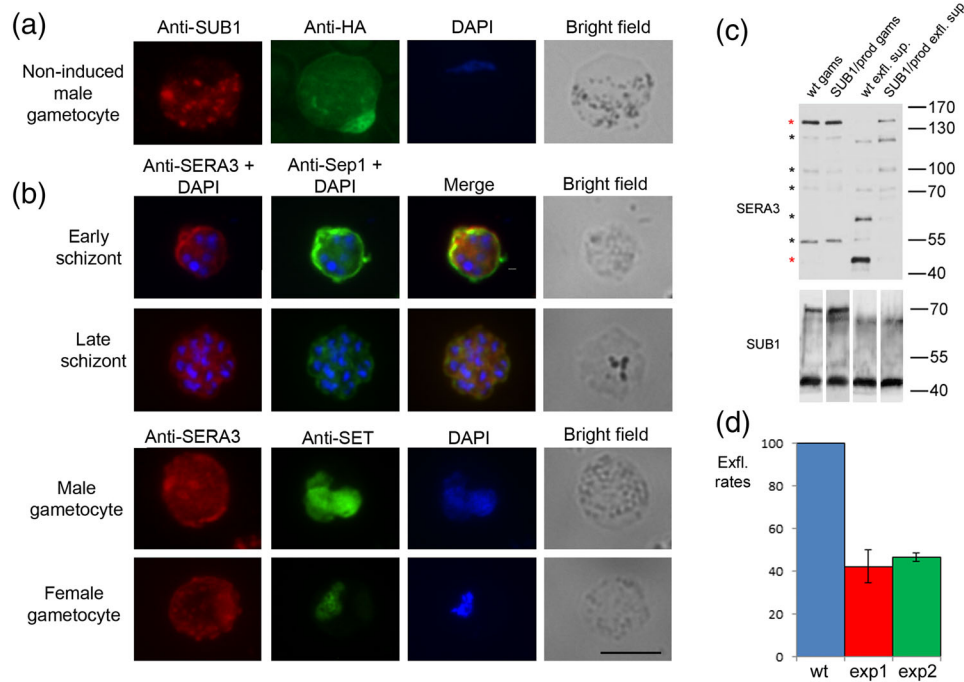 (a)
Anti-SUB1 Anti-HA DAPI Bright field
Non-induced
male
gametocyte
(b)
Anti-SERA3 +
DAPI
Anti-Sep1 +
DAPI
Merge
Bright field
Early
schizont
Late
schizont
Anti-SERA3 Anti-SET DAPI Bright field
Male
gametocyte
Female
gametocyte
(c)
wt gams
SUB1/prod gams
wt exfl. sup.
SUB1/prod exfl. sup
*
*
*
*
*
*
*
SERA3
170
130
100
70
55
40
SUB1
70
55
40
(d)
Exfl.
rates
100
80
60
40
20
0
wt exp1 exp2